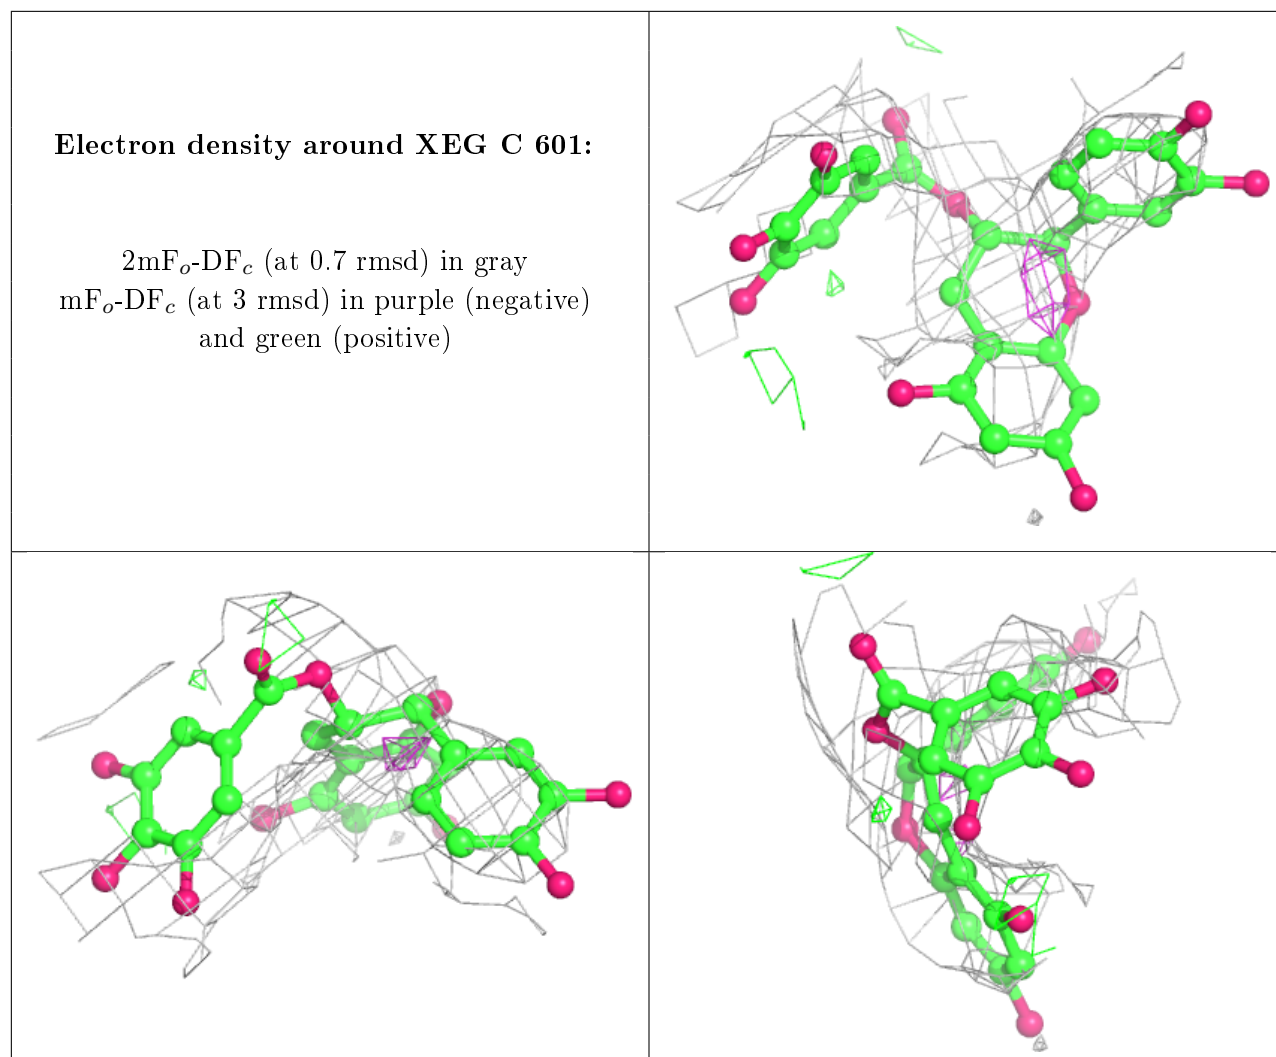 Electron density around XEG C 601:
2mFo-DFc (at 0.7 rmsd) in gray
mFo-DFc (at 3 rmsd) in purple (negative)
and green (positive)